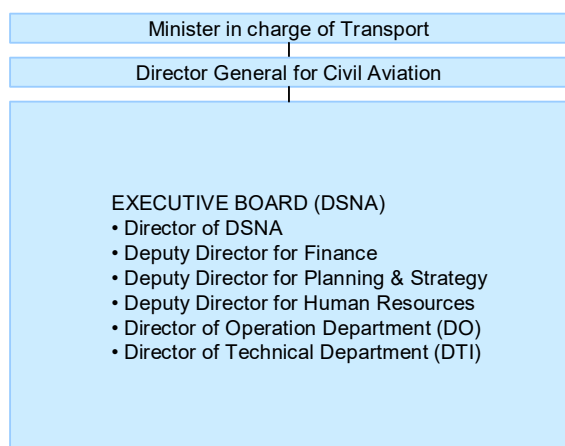 Minister in charge of Transport
Director General for Civil Aviation
EXECUTIVE BOARD (DSNA)
• Director of DSNA
• Deputy Director for Finance
• Deputy Director for Planning & Strategy
• Deputy Director for Human Resources
• Director of Operation Department (DO)
• Director of Technical Department (DTI)